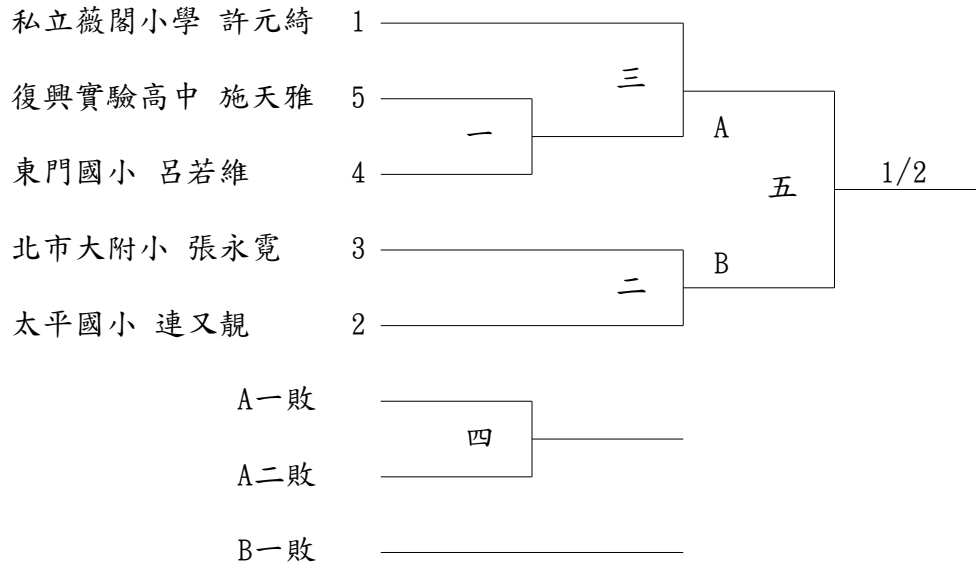 私立薇閣小學 許元綺 1
三
復興實驗高中 施天雅 5
一 A
東門國小 呂若維 4
五 1/2
北市大附小 張永霓 3
B
二
太平國小 連又靚 2
A一敗
四
A二敗
B一敗